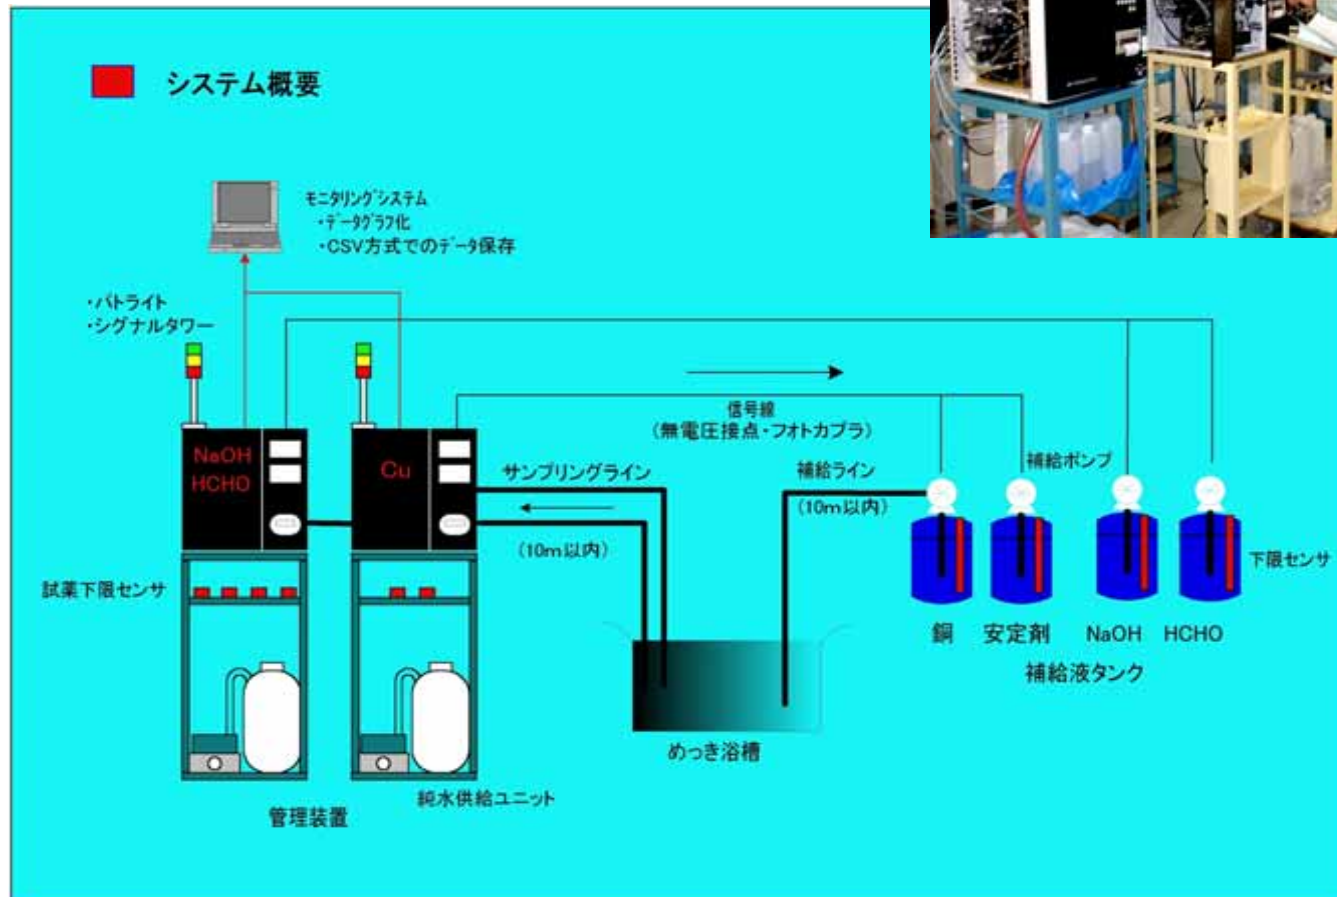 システム概要
モニタリングシステム
・データグラフ化
・CSV方式でのデータ保存
・パトライト
・シグナルタワー
信号線
(無電圧接点・フォトカプラ)
NaOH
HCHO
Cu
サンプリングライン
(10m以内)
補給ライン
(10m以内)
補給ポンプ
試薬下限センサ
下限センサ
銅
安定剤
NaOH
HCHO
補給液タンク
めっき浴槽
純水供給ユニット
管理装置